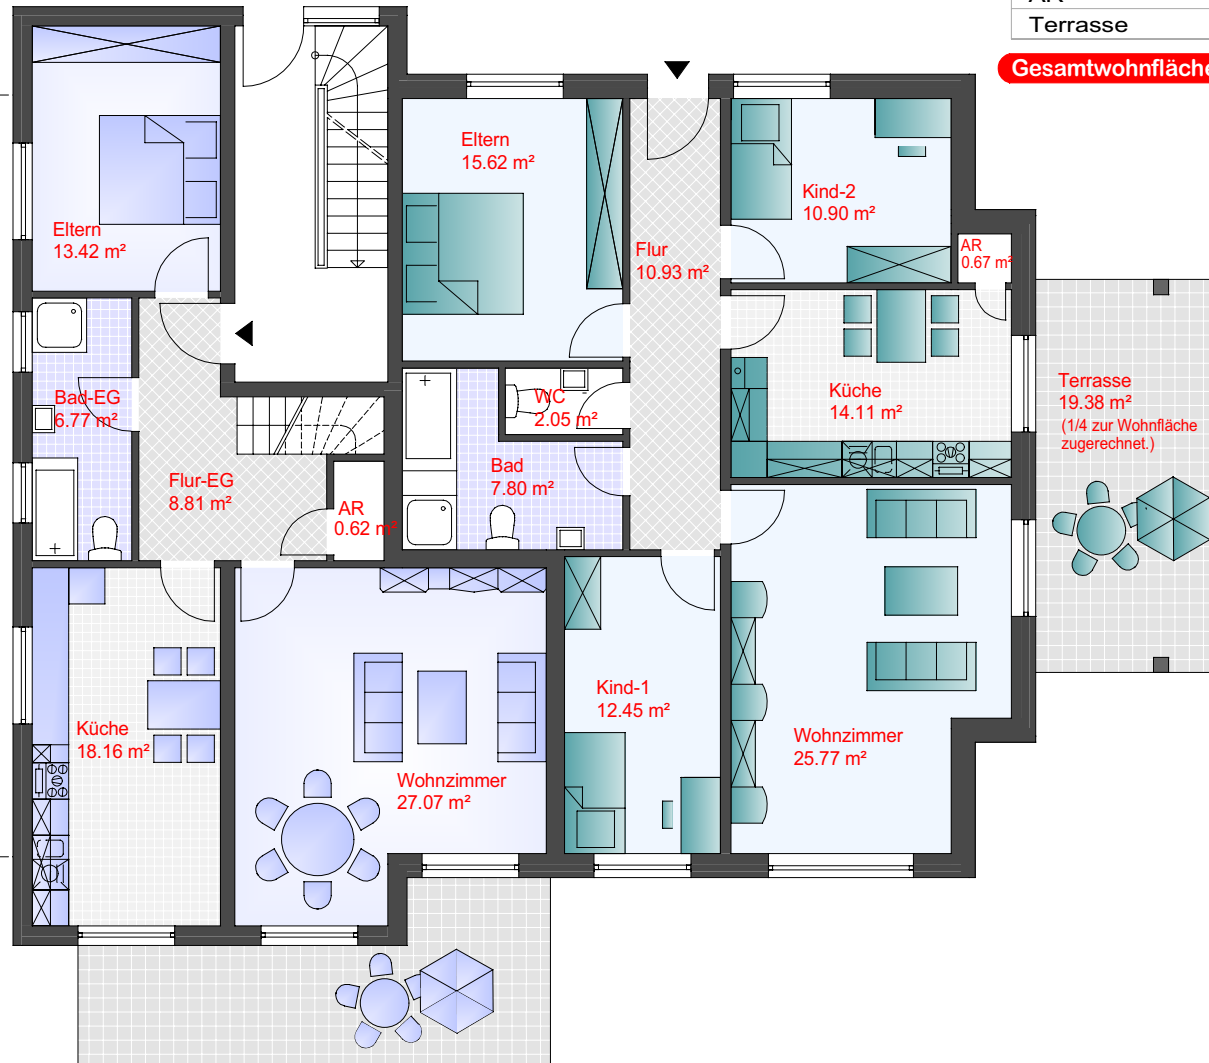 Terrasse
Gesamtwohnfläche
Eltern
15.62 m²
Kind-2
10.90 m²
Eltern
13.42 m²
Flur
10.93 m²
AR
0.67 m²
Bad-EG
6.77 m²
WC
2.05 m²
Küche
14.11 m²
Terrasse
19.38 m²
(1/4 zur Wohnfläche
zugerechnet.)
Flur-EG
8.81 m²
Bad
7.80 m²
AR
0.62 m²
Kind-1
12.45 m²
Küche
18.16 m²
Wohnzimmer
25.77 m²
Wohnzimmer
27.07 m²